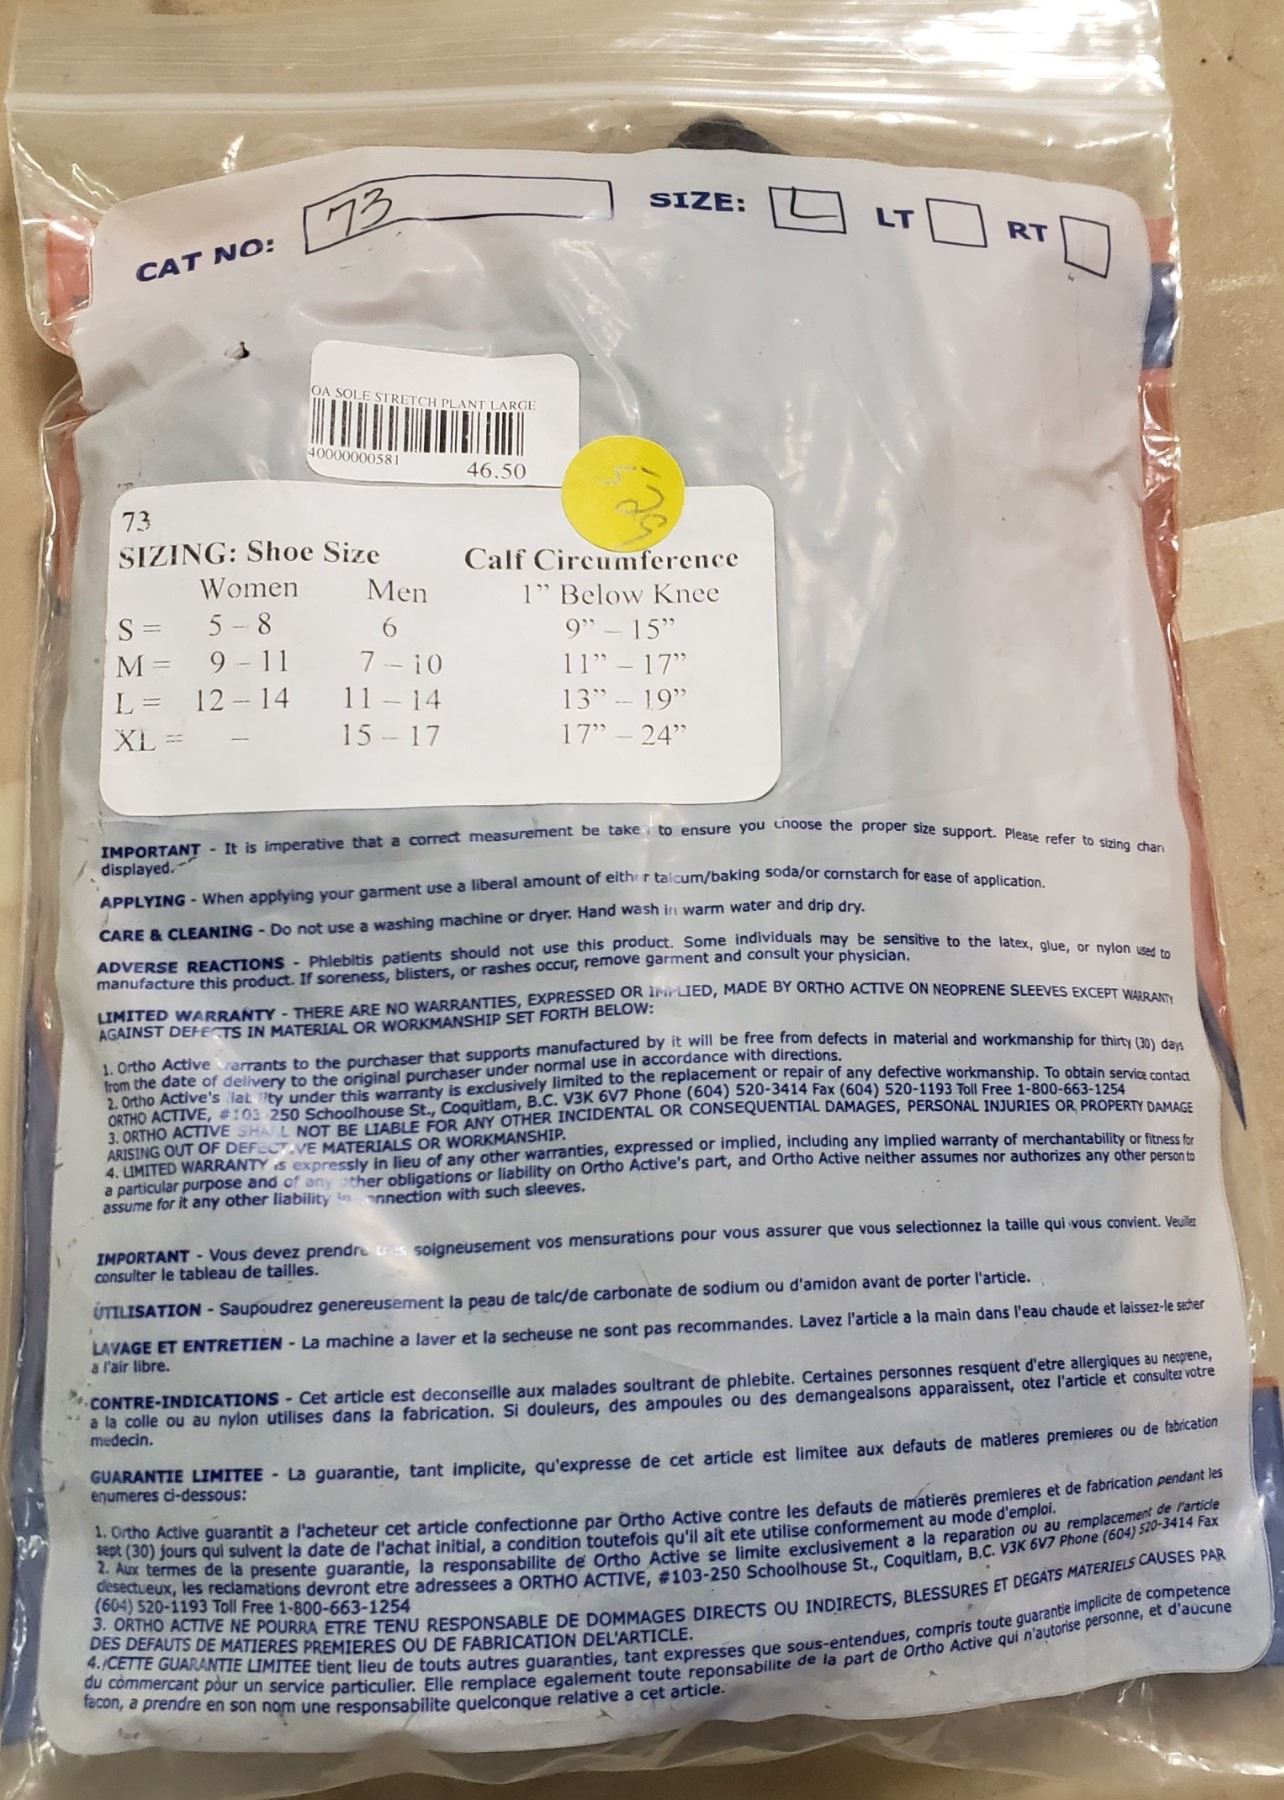 CAT NO: 73 SIZE: L LT RT
OA SOLE STRETCH PLANT LARGE
40000000581
46.50
73
SIZING: Shoe Size Calf Circumference
Women Men 1” Below Knee
S = 5 – 8 6 9” – 15”
M = 9 – 11 7 – 10 11” – 17”
L = 12 – 14 11 – 14 13” – 19”
XL = – 15 – 17 17” – 24”
IMPORTANT - It is imperative that a correct measurement be taken to ensure you choose the proper size support. Please refer to sizing chart
displayed.
APPLYING - When applying your garment use a liberal amount of either talcum/baking soda/or cornstarch for ease of application.
CARE & CLEANING - Do not use a washing machine or dryer. Hand wash in warm water and drip dry.
ADVERSE REACTIONS - Phlebitis patients should not use this product. Some individuals may be sensitive to the latex, glue, or nylon used to
manufacture this product. If soreness, blisters, or rashes occur, remove garment and consult your physician.
LIMITED WARRANTY - THERE ARE NO WARRANTIES, EXPRESSED OR IMPLIED, MADE BY ORTHO ACTIVE ON NEOPRENE SLEEVES EXCEPT WARRANTY
AGAINST DEFECTS IN MATERIAL OR WORKMANSHIP SET FORTH BELOW:
1. Ortho Active warrants to the purchaser that supports manufactured by it will be free from defects in material and workmanship for thirty (30) days
from the date of delivery to the original purchaser under normal use in accordance with directions.
2. Ortho Active's liability under this warranty is exclusively limited to the replacement or repair of any defective workmanship. To obtain service contact
ORTHO ACTIVE, #103 250 Schoolhouse St., Coquitlam, B.C. V3K 6V7 Phone (604) 520-3414 Fax (604) 520-1193 Toll Free 1-800-663-1254
3. ORTHO ACTIVE SHALL NOT BE LIABLE FOR ANY OTHER INCIDENTAL OR CONSEQUENTIAL DAMAGES, PERSONAL INJURIES OR PROPERTY DAMAGE
ARISING OUT OF DEFECTIVE MATERIALS OR WORKMANSHIP.
4. LIMITED WARRANTY is expressly in lieu of any other warranties, expressed or implied, including any implied warranty of merchantability or fitness for
a particular purpose and of any other obligations or liability on Ortho Active's part, and Ortho Active neither assumes nor authorizes any other person to
assume for it any other liability in connection with such sleeves.
IMPORTANT - Vous devez prendre tres soigneusement vos mensurations pour vous assurer que vous selectionnez la taille qui vous convient. Veuillez
consulter le tableau de tailles.
UTILISATION - Saupoudrez genereusement la peau de talc/de carbonate de sodium ou d'amidon avant de porter l'article.
LAVAGE ET ENTRETIEN - La machine a laver et la secheuse ne sont pas recommandes. Lavez l'article a la main dans l'eau chaude et laissez-le secher
a l'air libre.
CONTRE-INDICATIONS - Cet article est deconseille aux malades soultrant de phlebite. Certaines personnes resquent d'etre allergiques au neoprene,
a la colle ou au nylon utilises dans la fabrication. Si douleurs, des ampoules ou des demangeaisons apparaissent, otez l'article et consultez votre
medecin.
GUARANTIE LIMITEE - La guarantie, tant implicite, qu'expresse de cet article est limitee aux defauts de matieres premieres ou de fabrication
enumeres ci-dessous:
1. Ortho Active guarantit a l'acheteur cet article confectionne par Ortho Active contre les defauts de matieres premieres et de fabrication pendant les
sept (30) jours qui suivent la date de l'achat initial, a condition toutefois qu'il ait ete utilise conformement au mode d'emploi.
2. Aux termes de la presente guarantie, la responsabilite de Ortho Active se limite exclusivement a la reparation ou au remplacement de l'article
desectueux, les reclamations devront etre adressees a ORTHO ACTIVE, #103-250 Schoolhouse St., Coquitlam, B.C. V3K 6V7 Phone (604) 520-3414 Fax
(604) 520-1193 Toll Free 1-800-663-1254
3. ORTHO ACTIVE NE POURRA ETRE TENU RESPONSABLE DE DOMMAGES DIRECTS OU INDIRECTS, BLESSURES ET DEGATS MATERIELS CAUSES PAR
DES DEFAUTS DE MATIERES PREMIERES OU DE FABRICATION DEL'ARTICLE.
4. CETTE GUARANTIE LIMITEE tient lieu de touts autres guaranties, tant expresses que sous-entendues, compris toute guarantie implicite de competence
du commercant pour un service particulier. Elle remplace egalement toute reponsabilite de la part de Ortho Active qui n'autorise personne, et d'aucune
facon, a prendre en son nom une responsabilite quelconque relative a cet article.